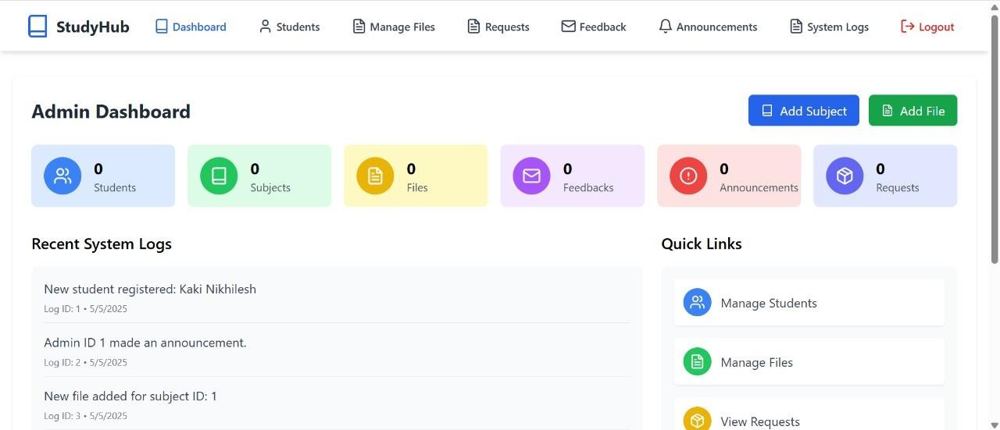 StudyHub Dashboard Students Manage Files Requests Feedback Announcements System Logs Logout
Admin Dashboard
Add Subject Add File
0 0 0 0 0 0
Students Subjects Files Feedbacks Announcements Requests
Recent System Logs
New student registered: Kaki Nikhilesh
Log ID: 1 • 5/5/2025
Admin ID 1 made an announcement.
Log ID: 2 • 5/5/2025
New file added for subject ID: 1
Log ID: 3 • 5/5/2025
Quick Links
Manage Students
Manage Files
View Requests